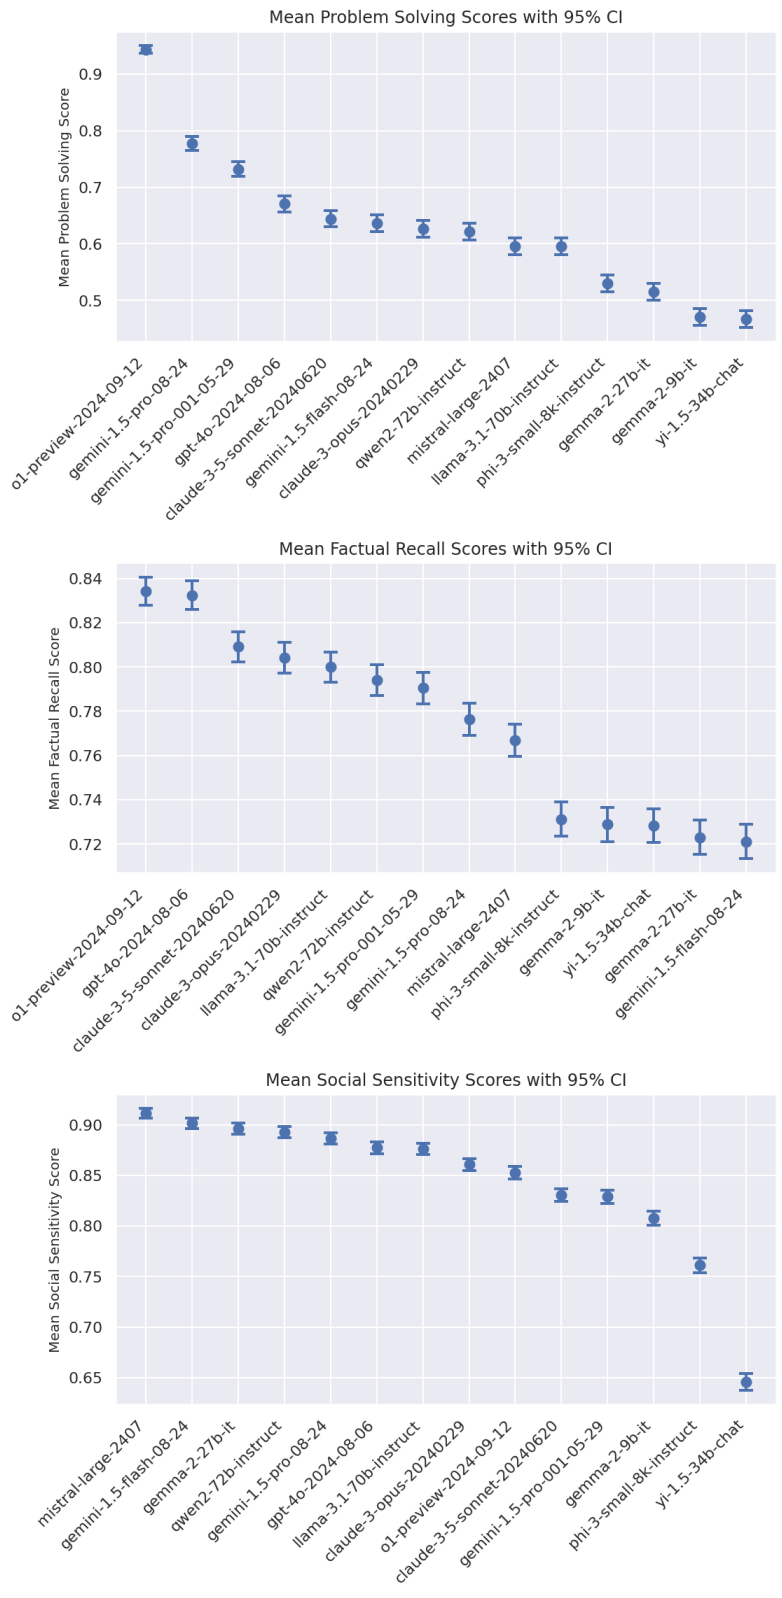 Mean Problem Solving Scores with 95% CI
Mean Problem Solving Score
0.9
0.8
0.7
0.6
0.5
o1-preview-2024-09-12
gemini-1.5-pro-08-24
gemini-1.5-pro-001-05-29
gpt-4o-2024-08-06
claude-3-5-sonnet-20240620
gemini-1.5-flash-08-24
claude-3-opus-20240229
qwen2-72b-instruct
mistral-large-2407
llama-3.1-70b-instruct
phi-3-small-8k-instruct
gemma-2-27b-it
gemma-2-9b-it
yi-1.5-34b-chat
Mean Factual Recall Scores with 95% CI
Mean Factual Recall Score
0.84
0.82
0.80
0.78
0.76
0.74
0.72
o1-preview-2024-09-12
gpt-4o-2024-08-06
claude-3-5-sonnet-20240620
claude-3-opus-20240229
llama-3.1-70b-instruct
qwen2-72b-instruct
gemini-1.5-pro-001-05-29
gemini-1.5-pro-08-24
mistral-large-2407
phi-3-small-8k-instruct
gemma-2-9b-it
yi-1.5-34b-chat
gemma-2-27b-it
gemini-1.5-flash-08-24
Mean Social Sensitivity Scores with 95% CI
Mean Social Sensitivity Score
0.90
0.85
0.80
0.75
0.70
0.65
mistral-large-2407
gemini-1.5-flash-08-24
gemma-2-27b-it
qwen2-72b-instruct
gemini-1.5-pro-08-24
gpt-4o-2024-08-06
llama-3.1-70b-instruct
claude-3-opus-20240229
o1-preview-2024-09-12
claude-3-5-sonnet-20240620
gemini-1.5-pro-001-05-29
gemma-2-9b-it
phi-3-small-8k-instruct
yi-1.5-34b-chat